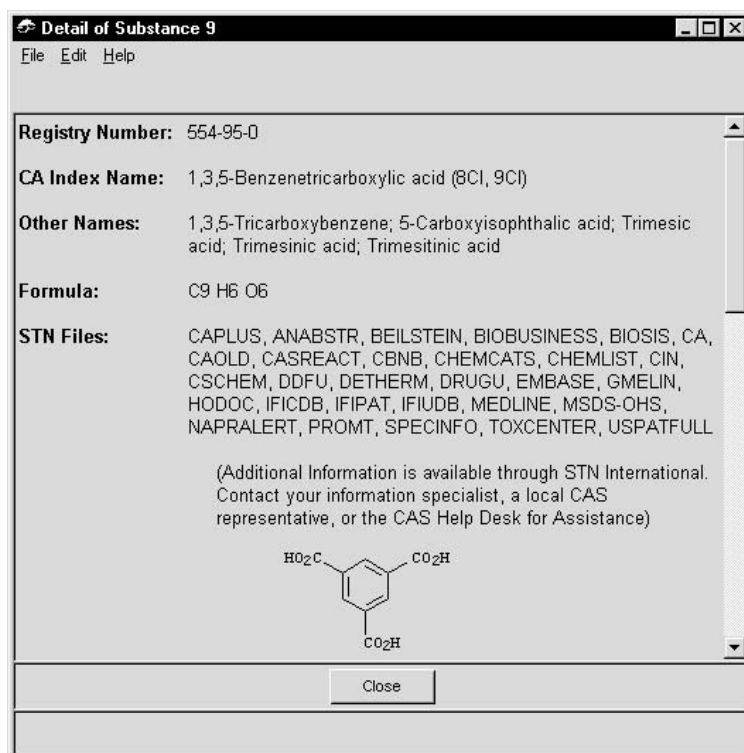 Detail of Substance 9
File Edit Help
Registry Number: 554-95-0
CA Index Name: 1,3,5-Benzenetricarboxylic acid (8CI, 9CI)
Other Names: 1,3,5-Tricarboxybenzene; 5-Carboxyisophthalic acid; Trimesic
acid; Trimesinic acid; Trimesitinic acid
Formula: C9 H6 O6
STN Files: CAPLUS, ANABSTR, BEILSTEIN, BIOBUSINESS, BIOSIS, CA,
CAOLD, CASREACT, CBNB, CHEMCATS, CHEMLIST, CIN,
CSCHEM, DDFU, DETHERM, DRUGU, EMBASE, GMELIN,
HODOC, IFICDB, IFIPAT, IFIUDB, MEDLINE, MSDS-OHS,
NAPRALERT, PROMT, SPECINFO, TOXCENTER, USPATFULL
(Additional Information is available through STN International.
Contact your information specialist, a local CAS
representative, or the CAS Help Desk for Assistance)
HO2C CO2H
CO2H
Close